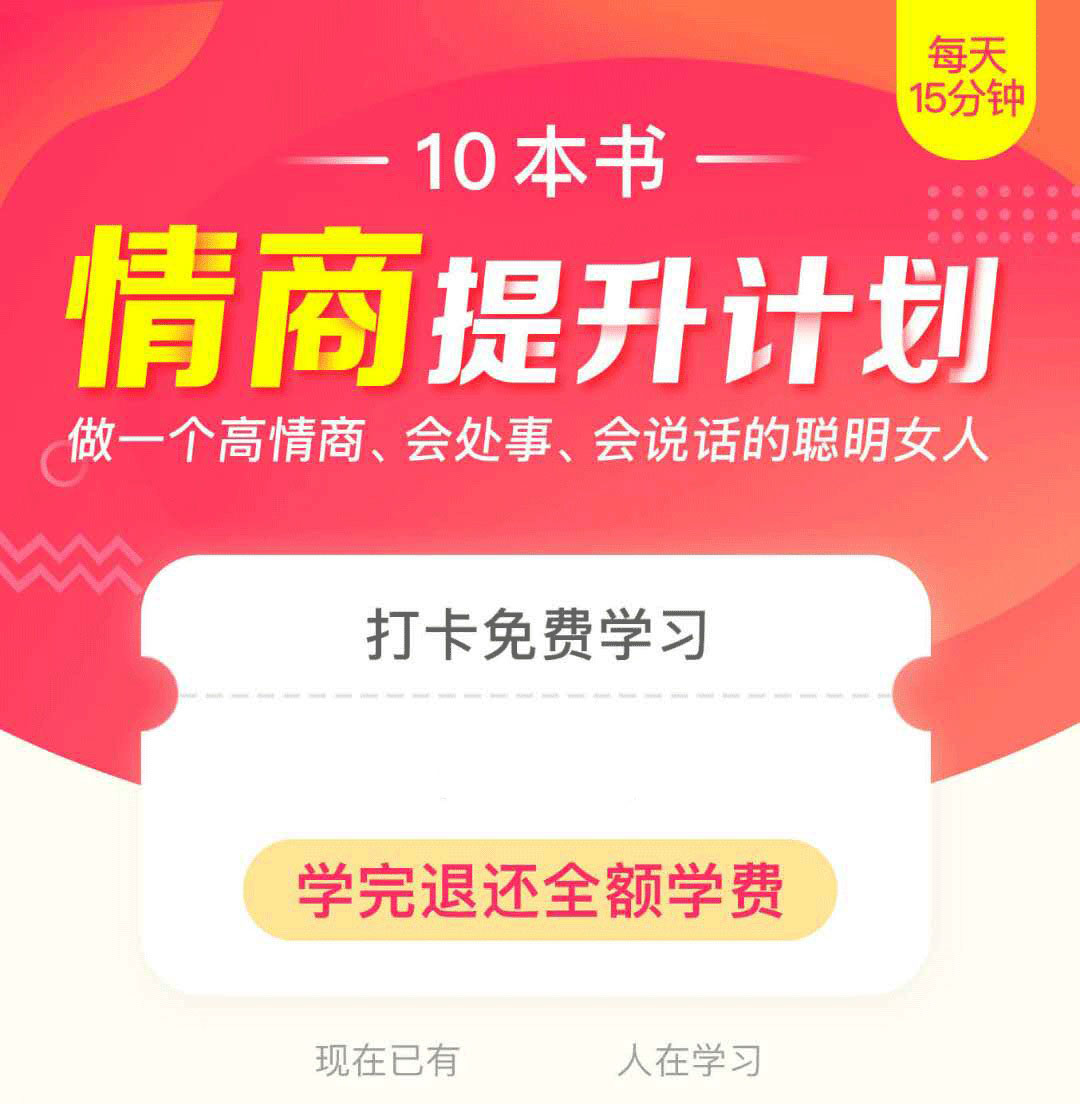 每天
15分钟
10本书
情商提升计划
做一个高情商、会处事、会说话的聪明女人
打卡免费学习
学完退还全额学费
现在已有 人在学习